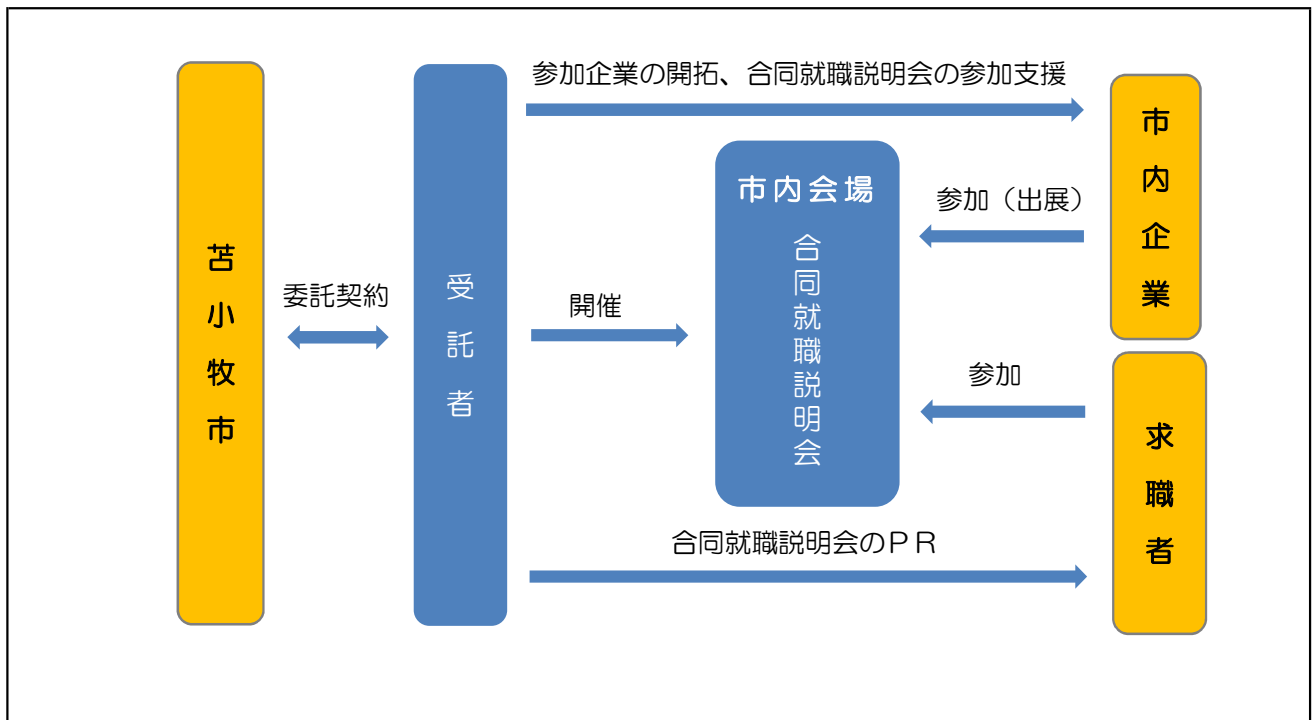 苫小牧市
委託契約
受託者
参加企業の開拓、合同就職説明会の参加支援
開催
市内会場
合同就職説明会
参加（出展）
参加
合同就職説明会のＰＲ
市内企業
求職者